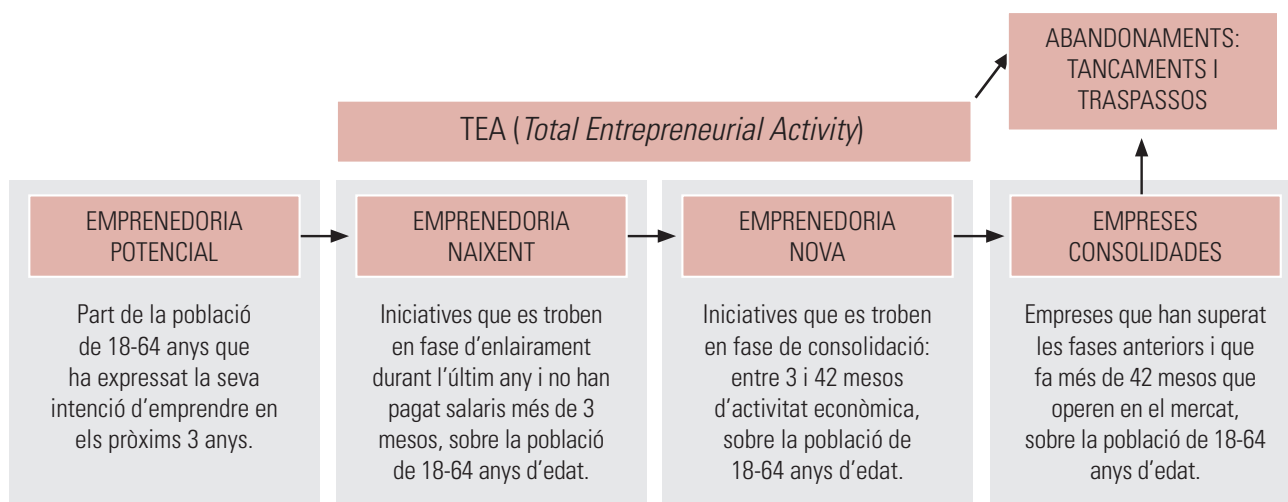 ABANDONAMENTS:
TANCAMENTS I
TRASPASSOS
TEA (Total Entrepreneurial Activity)
EMPRENEDORIA
POTENCIAL
Part de la població
de 18-64 anys que
ha expressat la seva
intenció d'emprendre en
els pròxims 3 anys.
EMPRENEDORIA
NAIXENT
Iniciatives que es troben
en fase d'enlairament
durant l'últim any i no han
pagat salaris més de 3
mesos, sobre la població
de 18-64 anys d'edat.
EMPRENEDORIA
NOVA
Iniciatives que es troben
en fase de consolidació:
entre 3 i 42 mesos
d'activitat econòmica,
sobre la població de
18-64 anys d'edat.
EMPRESES
CONSOLIDADES
Empreses que han superat
les fases anteriors i que
fa més de 42 mesos que
operen en el mercat,
sobre la població de 18-64
anys d'edat.